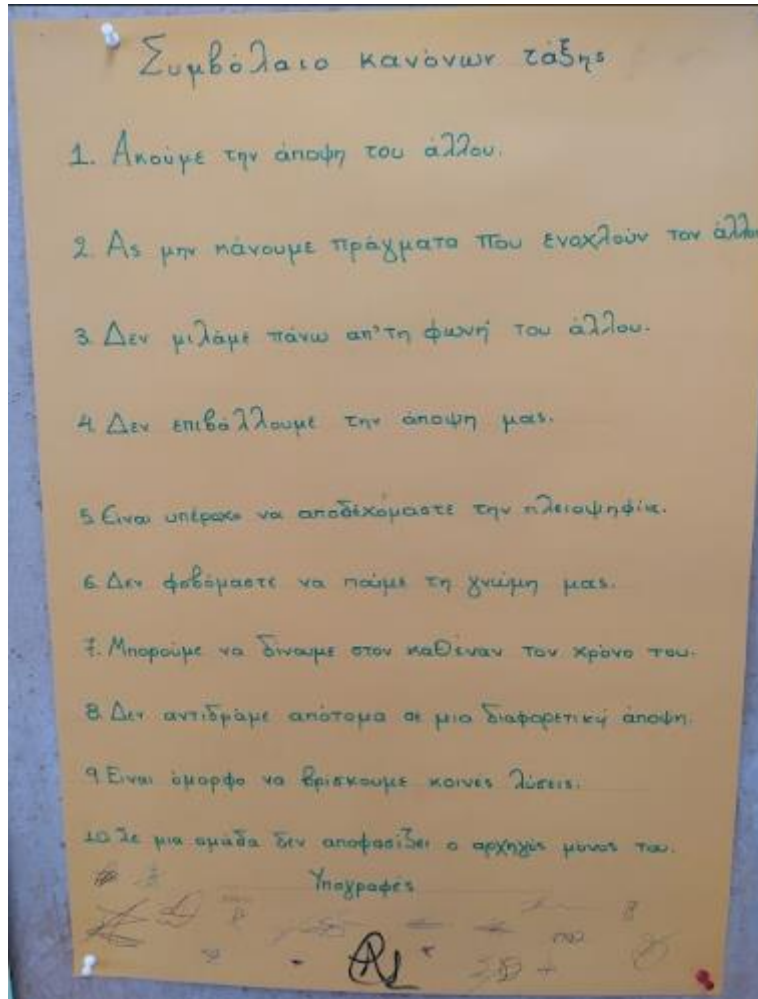 Συμβόλαιο κανόνων τάξης
1. Ακούμε την άποψη του άλλου.
2. Ας μην κάνουμε πράγματα που ενοχλούν τον άλλο
3. Δεν μιλάμε πάνω απ'τη φωνή του άλλου.
4. Δεν επιβάλλουμε την άποψη μας.
5. Είναι υπέροχο να αποδεχόμαστε την πλειοψηφία.
6. Δεν φοβόμαστε να πούμε τη γνώμη μας.
7. Μπορούμε να δίνουμε στον καθέναν τον χρόνο του.
8. Δεν αντιδράμε απότομα σε μια διαφορετική άποψη.
9. Είναι όμορφο να βρίσκουμε κοινές λύσεις.
10. Σε μια ομάδα δεν αποφασίζει ο αρχηγός μόνος του.
Υπογραφές